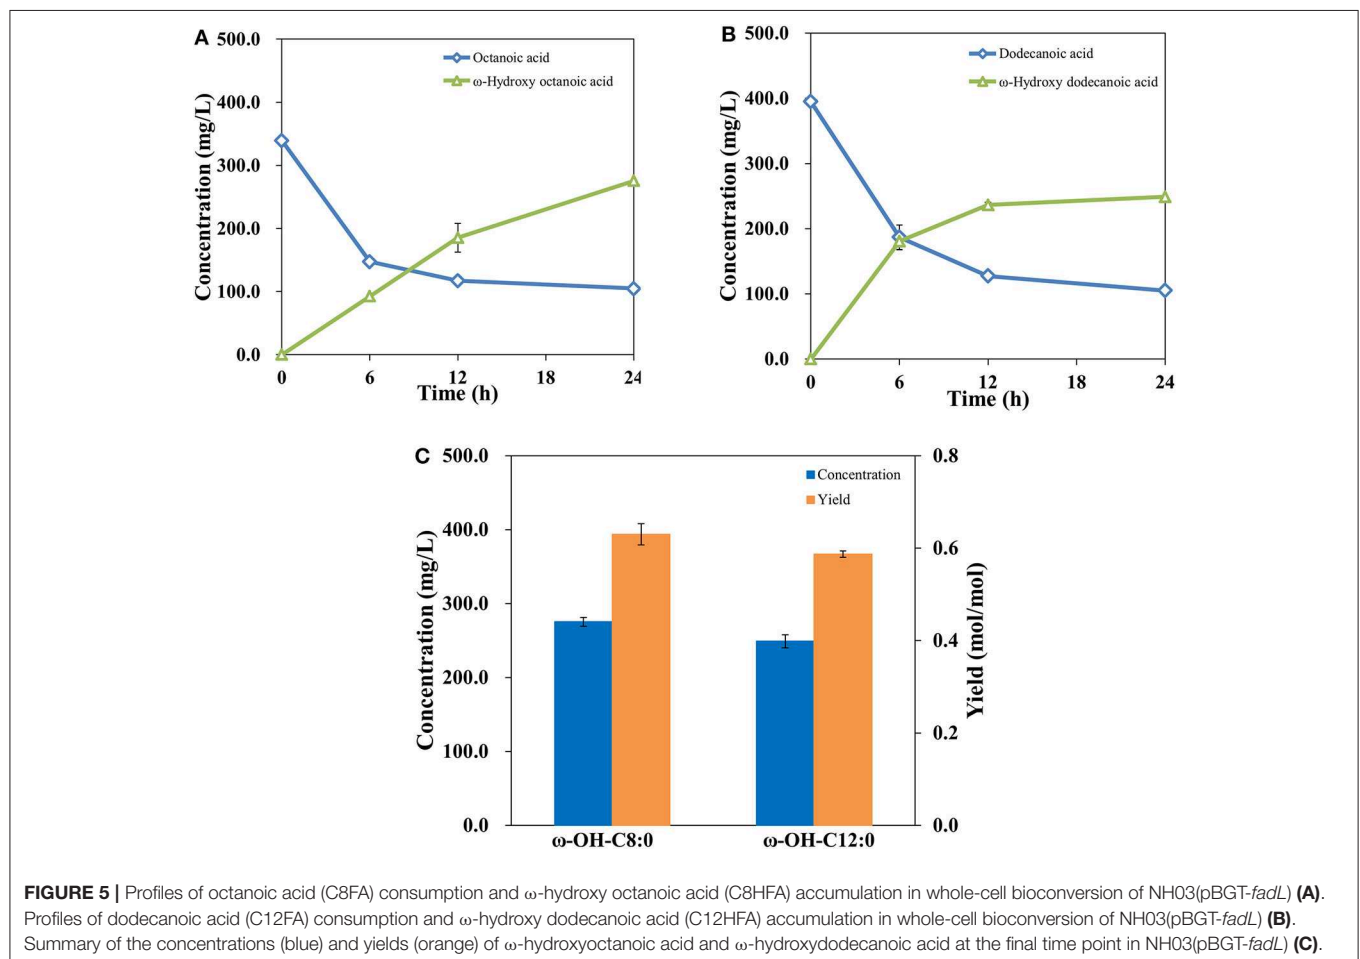 A
500.0
400.0
300.0
200.0
100.0
0.0
Concentration (mg/L)
Octanoic acid
ω-Hydroxy octanoic acid
0 6 12 18 24
Time (h)
B
500.0
400.0
300.0
200.0
100.0
0.0
Concentration (mg/L)
Dodecanoic acid
ω-Hydroxy dodecanoic acid
0 6 12 18 24
Time (h)
C
500.0
400.0
300.0
200.0
100.0
0.0
Concentration (mg/L)
Concentration
Yield
0.8
0.6
0.4
0.2
0.0
Yield (mol/mol)
ω-OH-C8:0 ω-OH-C12:0
FIGURE 5 | Profiles of octanoic acid (C8FA) consumption and ω-hydroxy octanoic acid (C8HFA) accumulation in whole-cell bioconversion of NH03(pBGT-fadL) (A).
Profiles of dodecanoic acid (C12FA) consumption and ω-hydroxy dodecanoic acid (C12HFA) accumulation in whole-cell bioconversion of NH03(pBGT-fadL) (B).
Summary of the concentrations (blue) and yields (orange) of ω-hydroxyoctanoic acid and ω-hydroxydodecanoic acid at the final time point in NH03(pBGT-fadL) (C).